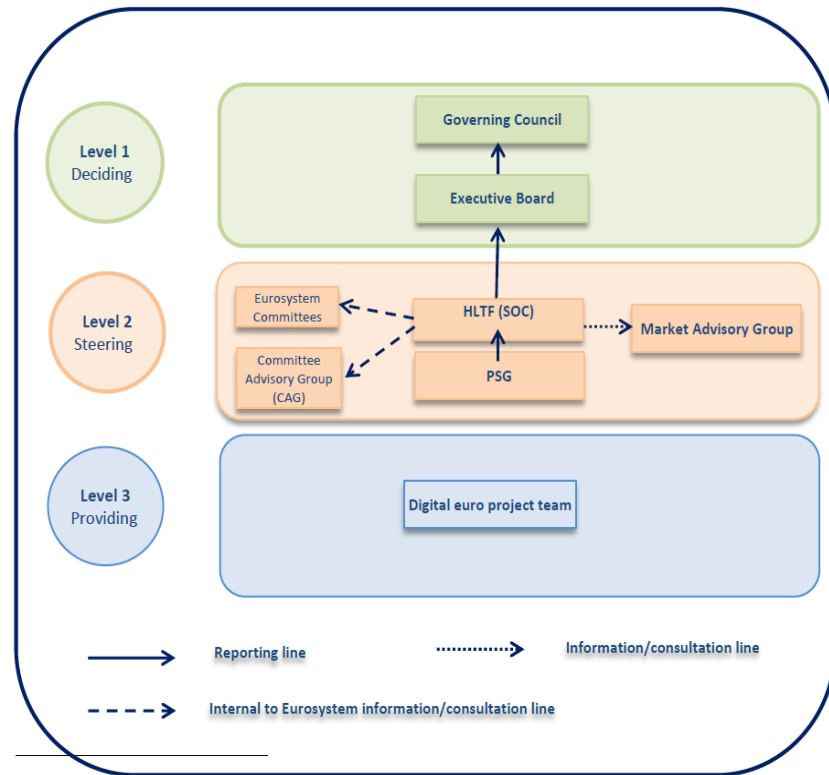 Level 1
Deciding
Governing Council
Executive Board
Level 2
Steering
Eurosystem
Committees
Committee
Advisory Group
(CAG)
HLTF (SOC)
PSG
Market Advisory Group
Level 3
Providing
Digital euro project team
Reporting line
Information/consultation line
Internal to Eurosystem information/consultation line